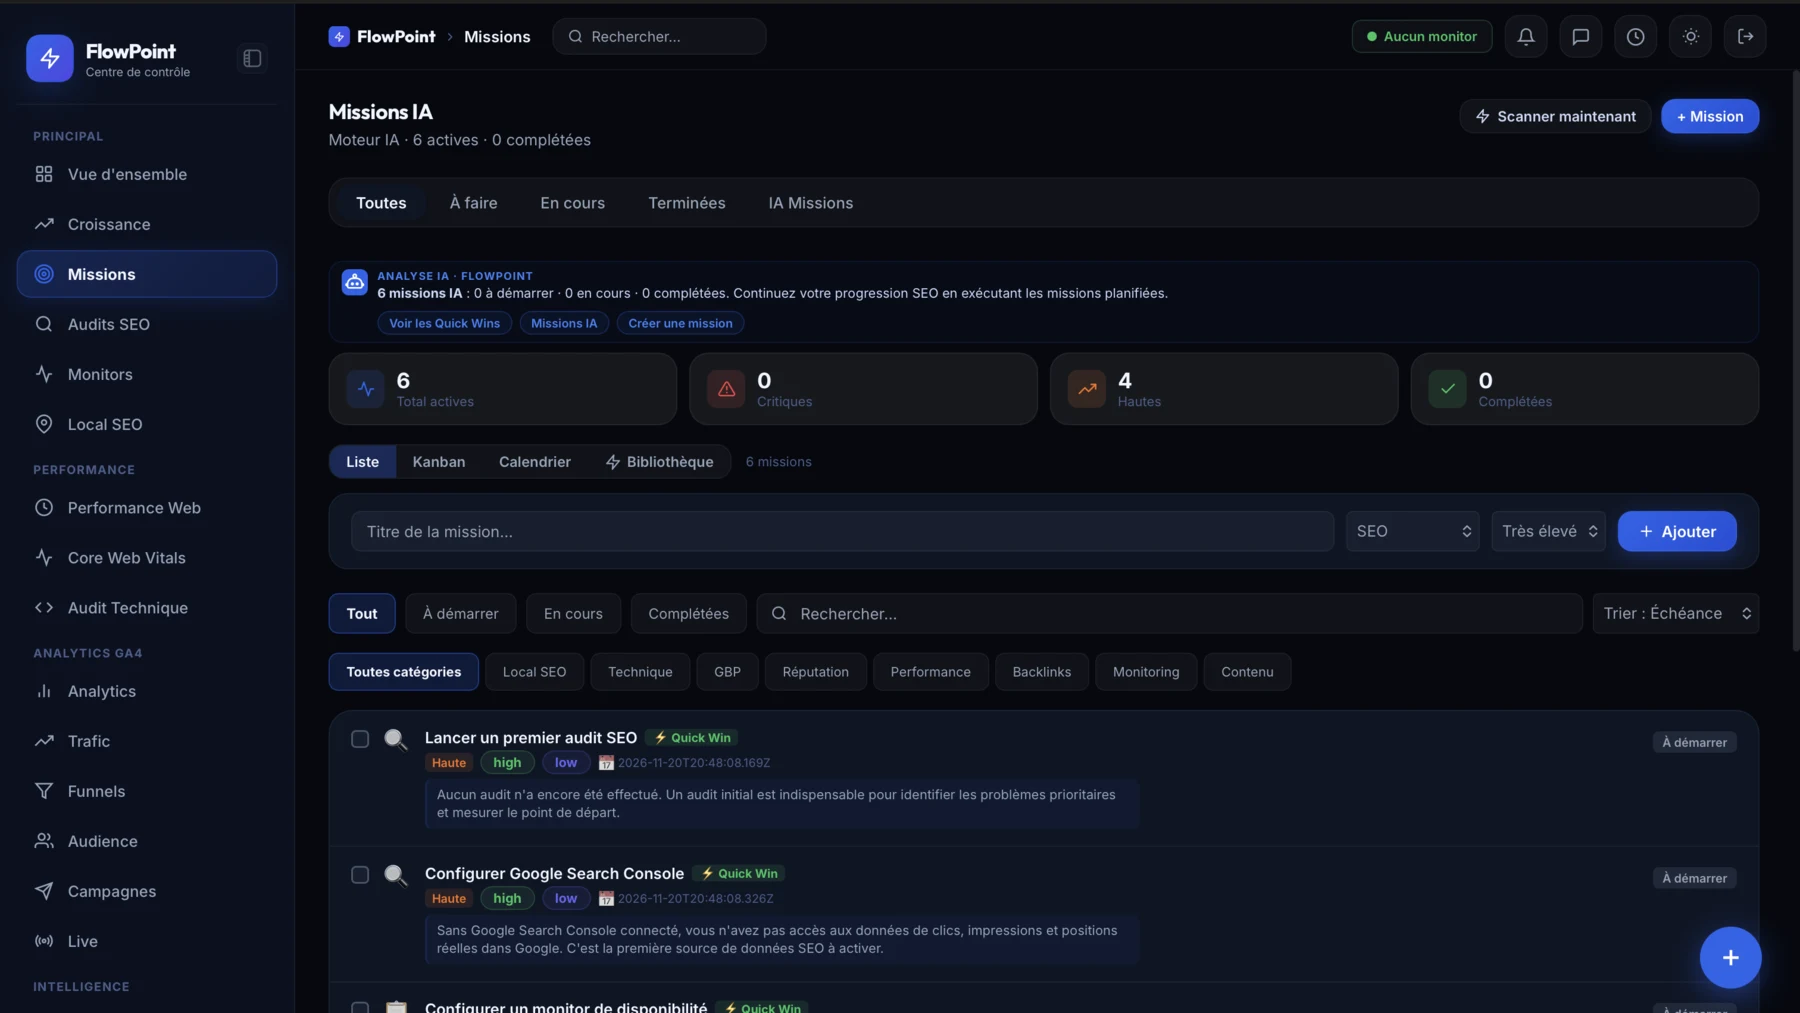 FlowPoint
Centre de contrôle
PRINCIPAL
Vue d'ensemble
Croissance
Missions
Audits SEO
Monitors
Local SEO
PERFORMANCE
Performance Web
Core Web Vitals
Audit Technique
ANALYTICS GA4
Analytics
Trafic
Funnels
Audience
Campagnes
Live
INTELLIGENCE
FlowPoint › Missions
Rechercher...
Aucun monitor
Missions IA
Moteur IA · 6 actives · 0 complétées
Scanner maintenant
+ Mission
Toutes À faire En cours Terminées IA Missions
ANALYSE IA · FLOWPOINT
6 missions IA : 0 à démarrer · 0 en cours · 0 complétées. Continuez votre progression SEO en exécutant les missions planifiées.
Voir les Quick Wins Missions IA Créer une mission
6
Total actives
0
Critiques
4
Hautes
0
Complétées
Liste Kanban Calendrier Bibliothèque 6 missions
Titre de la mission... SEO Très élevé + Ajouter
Tout À démarrer En cours Complétées Rechercher... Trier : Échéance
Toutes catégories Local SEO Technique GBP Réputation Performance Backlinks Monitoring Contenu
Lancer un premier audit SEO ⚡ Quick Win
À démarrer
Haute high low 2026-11-20T20:48:08.169Z
Aucun audit n'a encore été effectué. Un audit initial est indispensable pour identifier les problèmes prioritaires
et mesurer le point de départ.
Configurer Google Search Console ⚡ Quick Win
À démarrer
Haute high low 2026-11-20T20:48:08.326Z
Sans Google Search Console connecté, vous n'avez pas accès aux données de clics, impressions et positions
réelles dans Google. C'est la première source de données SEO à activer.
+
Configurer un monitor de disponibilité ⚡ Quick Win
À démarrer